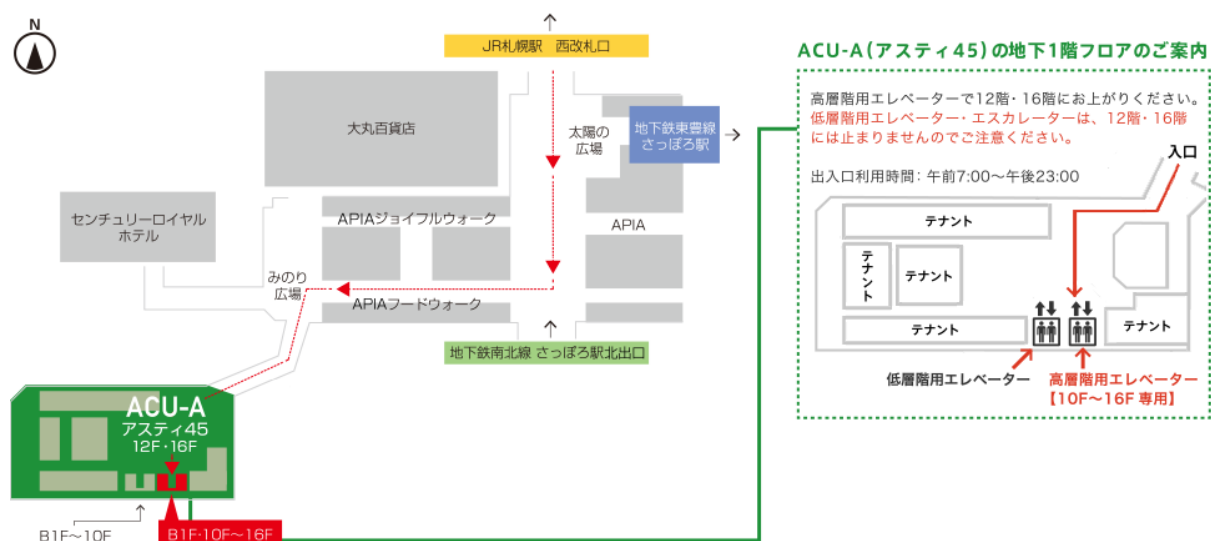 N
JR札幌駅 西改札口
大丸百貨店
太陽の
広場
地下鉄東豊線
さっぽろ駅
センチュリーロイヤル
ホテル
APIAジョイフルウォーク
APIA
みのり
広場
APIAフードウォーク
地下鉄南北線 さっぽろ駅北出口
ACU-A
アスティ45
12F・16F
B1F〜10F
B1F・10F〜16F
ACU-A(アスティ45)の地下1階フロアのご案内
高層階用エレベーターで12階・16階にお上がりください。
低層階用エレベーター・エスカレーターは、12階・16階
には止まりませんのでご注意ください。
入口
出入口利用時間:午前7:00〜午後23:00
テナント
テナント
テナント
テナント
テナント
低層階用エレベーター
高層階用エレベーター
【10F〜16F 専用】